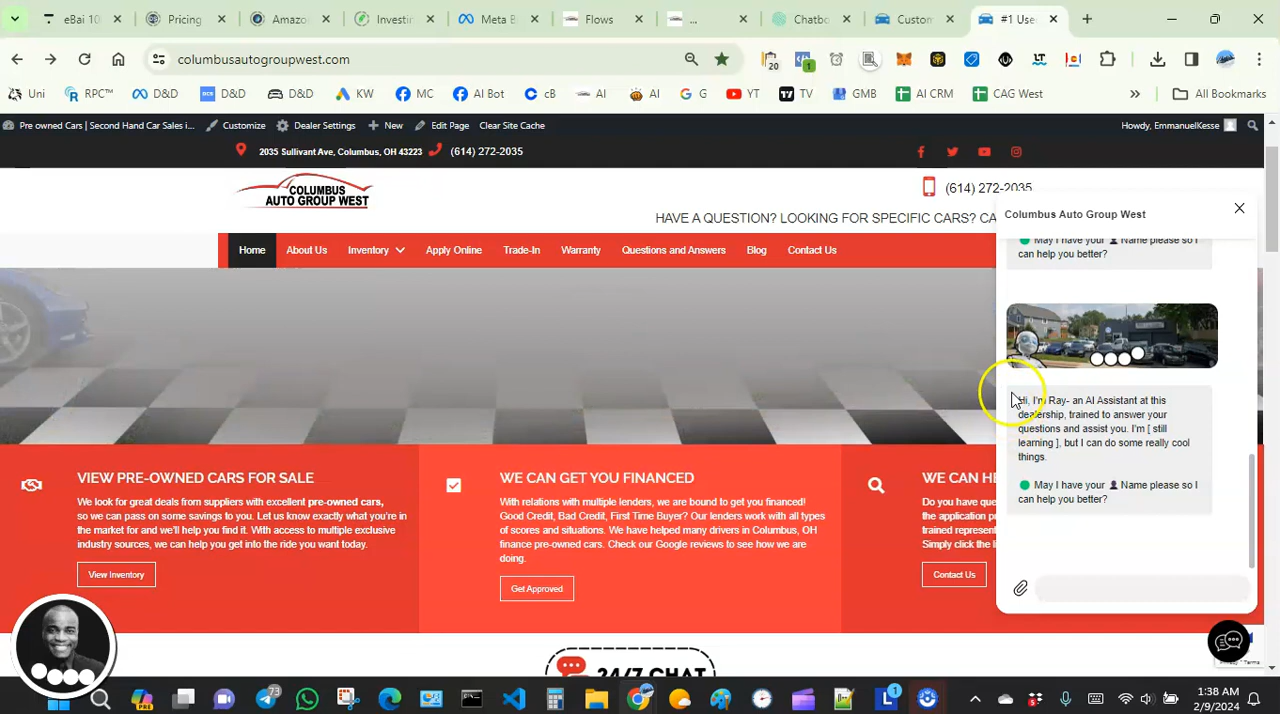 eBai 10
Pricing
Amazo
Investin
Meta B
Flows
...
Chatbo
Custom
#1 Use
columbusautogroupwest.com
20
1
Uni
RPC™
D&D
D&D
D&D
KW
MC
AI Bot
cB
AI
AI
G
YT
TV
GMB
AI CRM
CAG West
All Bookmarks
Pre owned Cars | Second Hand Car Sales i...
Customize
Dealer Settings
New
Edit Page
Clear Site Cache
Howdy, EmmanuelKesse
2035 Sullivant Ave, Columbus, OH 43223
(614) 272-2035
COLUMBUS
AUTO GROUP WEST
(614) 272-2035
HAVE A QUESTION? LOOKING FOR SPECIFIC CARS? CA
Home
About Us
Inventory
Apply Online
Trade-In
Warranty
Questions and Answers
Blog
Contact Us
Columbus Auto Group West
May I have your Name please so I
can help you better?
Hi, I'm Ray- an AI Assistant at this
dealership, trained to answer your
questions and assist you. I'm [ still
learning ], but I can do some really cool
things.
May I have your Name please so I
can help you better?
VIEW PRE-OWNED CARS FOR SALE
We look for great deals from suppliers with excellent pre-owned cars,
so we can pass on some savings to you. Let us know exactly what you're in
the market for and we'll help you find it. With access to multiple exclusive
industry sources, we can help you get into the ride you want today.
View Inventory
WE CAN GET YOU FINANCED
With relations with multiple lenders, we are bound to get you financed!
Good Credit, Bad Credit, First Time Buyer? Our lenders work with all types
of scores and situations. We have helped many drivers in Columbus, OH
finance pre-owned cars. Check our Google reviews to see how we are
doing.
Get Approved
WE CAN HE
Do you have que
the application pr
trained represent
Simply click the li
Contact Us
24/7 CHAT
Privacy - Terms
PRE
73
1
1:38 AM
2/9/2024